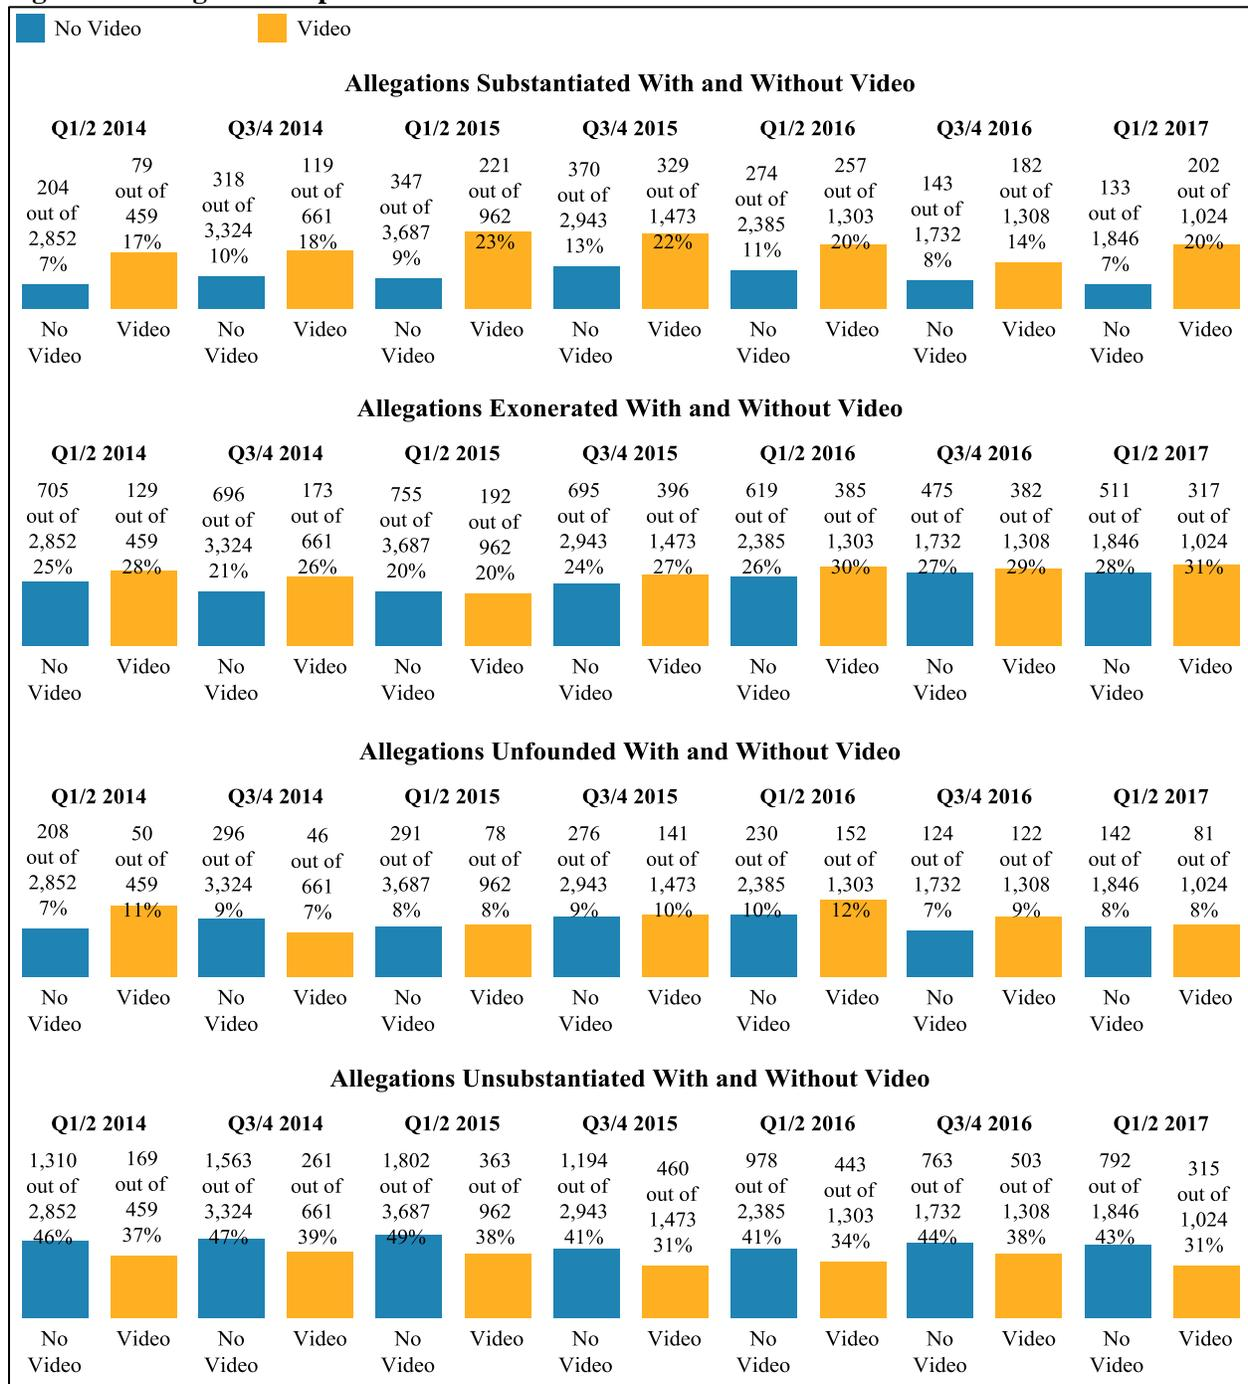 No Video Video
Allegations Substantiated With and Without Video
Q1/2 2014 Q3/4 2014 Q1/2 2015 Q3/4 2015 Q1/2 2016 Q3/4 2016 Q1/2 2017
204 79 318 119 347 221 370 329 274 257 143 182 133 202
out of out of out of out of out of out of out of out of out of out of out of out of out of out of
2,852 459 3,324 661 3,687 962 2,943 1,473 2,385 1,303 1,732 1,308 1,846 1,024
7% 17% 10% 18% 9% 23% 13% 22% 11% 20% 8% 14% 7% 20%
No Video No Video No Video No Video No Video No Video No Video
Video Video Video Video Video Video Video
Allegations Exonerated With and Without Video
Q1/2 2014 Q3/4 2014 Q1/2 2015 Q3/4 2015 Q1/2 2016 Q3/4 2016 Q1/2 2017
705 129 696 173 755 192 695 396 619 385 475 382 511 317
out of out of out of out of out of out of out of out of out of out of out of out of out of out of
2,852 459 3,324 661 3,687 962 2,943 1,473 2,385 1,303 1,732 1,308 1,846 1,024
25% 28% 21% 26% 20% 20% 24% 27% 26% 30% 27% 29% 28% 31%
No Video No Video No Video No Video No Video No Video No Video
Video Video Video Video Video Video Video
Allegations Unfounded With and Without Video
Q1/2 2014 Q3/4 2014 Q1/2 2015 Q3/4 2015 Q1/2 2016 Q3/4 2016 Q1/2 2017
208 50 296 46 291 78 276 141 230 152 124 122 142 81
out of out of out of out of out of out of out of out of out of out of out of out of out of out of
2,852 459 3,324 661 3,687 962 2,943 1,473 2,385 1,303 1,732 1,308 1,846 1,024
7% 11% 9% 7% 8% 8% 9% 10% 10% 12% 7% 9% 8% 8%
No Video No Video No Video No Video No Video No Video No Video
Video Video Video Video Video Video Video
Allegations Unsubstantiated With and Without Video
Q1/2 2014 Q3/4 2014 Q1/2 2015 Q3/4 2015 Q1/2 2016 Q3/4 2016 Q1/2 2017
1,310 169 1,563 261 1,802 363 1,194 460 978 443 763 503 792 315
out of out of out of out of out of out of out of out of out of out of out of out of out of out of
2,852 459 3,324 661 3,687 962 2,943 1,473 2,385 1,303 1,732 1,308 1,846 1,024
46% 37% 47% 39% 49% 38% 41% 31% 41% 34% 44% 38% 43% 31%
No Video No Video No Video No Video No Video No Video No Video
Video Video Video Video Video Video Video